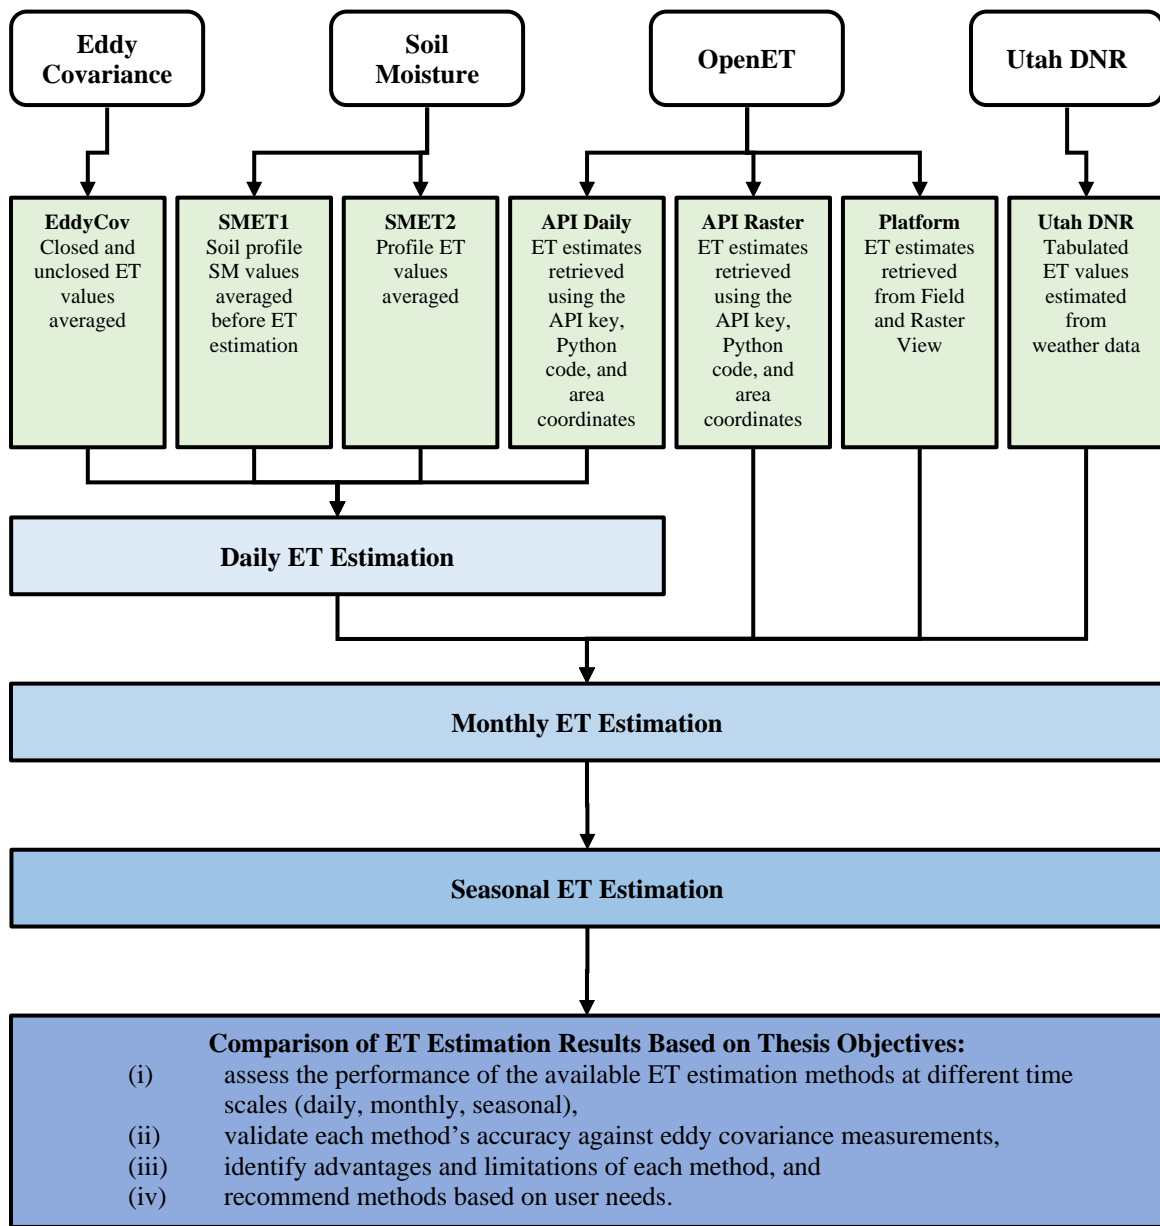 Eddy
Covariance
Soil
Moisture
OpenET
Utah DNR
EddyCov
Closed and
unclosed ET
values
averaged
SMET1
Soil profile
SM values
averaged
before ET
estimation
SMET2
Profile ET
values
averaged
API Daily
ET estimates
retrieved
using the
API key,
Python
code, and
area
coordinates
API Raster
ET estimates
retrieved
using the
API key,
Python
code, and
area
coordinates
Platform
ET estimates
retrieved
from Field
and Raster
View
Utah DNR
Tabulated
ET values
estimated
from
weather data
Daily ET Estimation
Monthly ET Estimation
Seasonal ET Estimation
Comparison of ET Estimation Results Based on Thesis Objectives:
(i) assess the performance of the available ET estimation methods at different time
scales (daily, monthly, seasonal),
(ii) validate each method’s accuracy against eddy covariance measurements,
(iii) identify advantages and limitations of each method, and
(iv) recommend methods based on user needs.